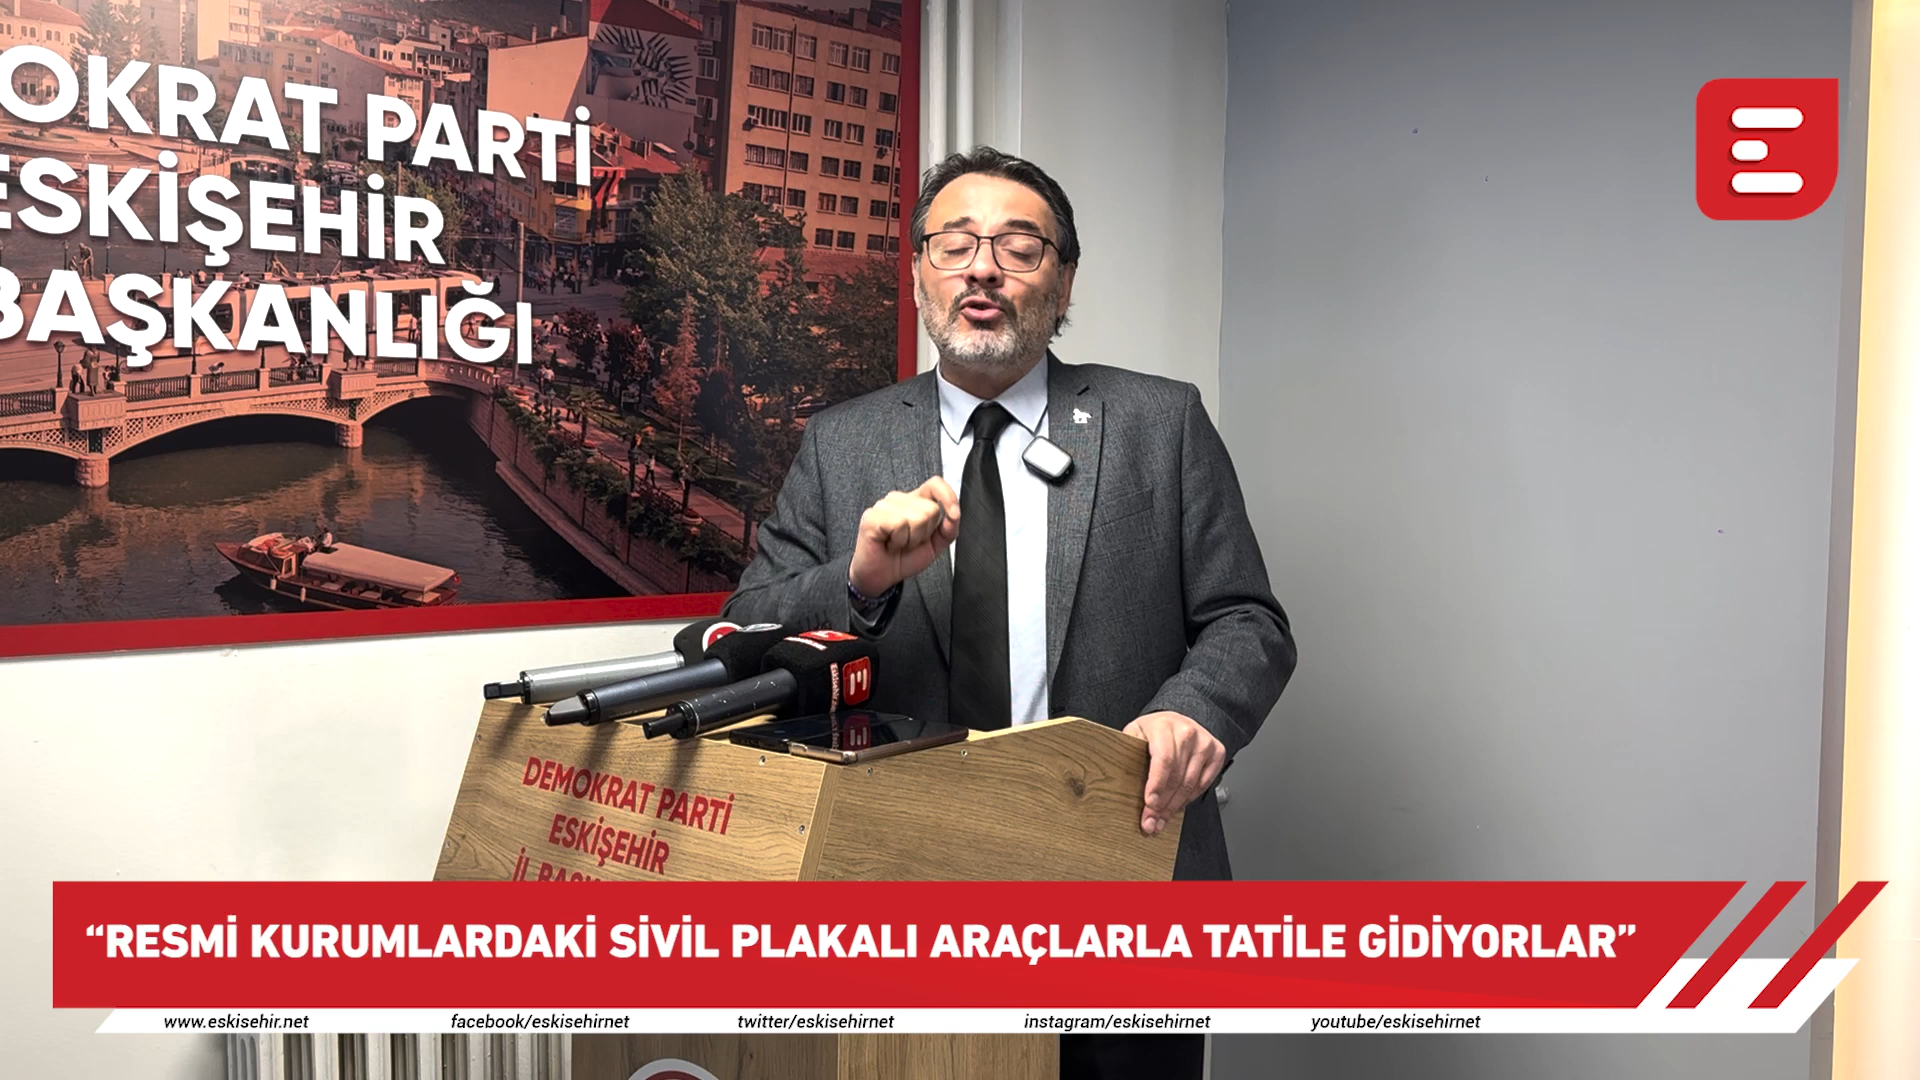 OKRAT PARTİ
ESKİŞEHİR
BAŞKANLIĞI
DEMOKRAT PARTİ
ESKİŞEHİR
İL
“RESMİ KURUMLARDAKİ SİVİL PLAKALI ARAÇLARLA TATİLE GİDİYORLAR”
www.eskisehir.net facebook/eskisehirnet twitter/eskisehirnet instagram/eskisehirnet youtube/eskisehirnet